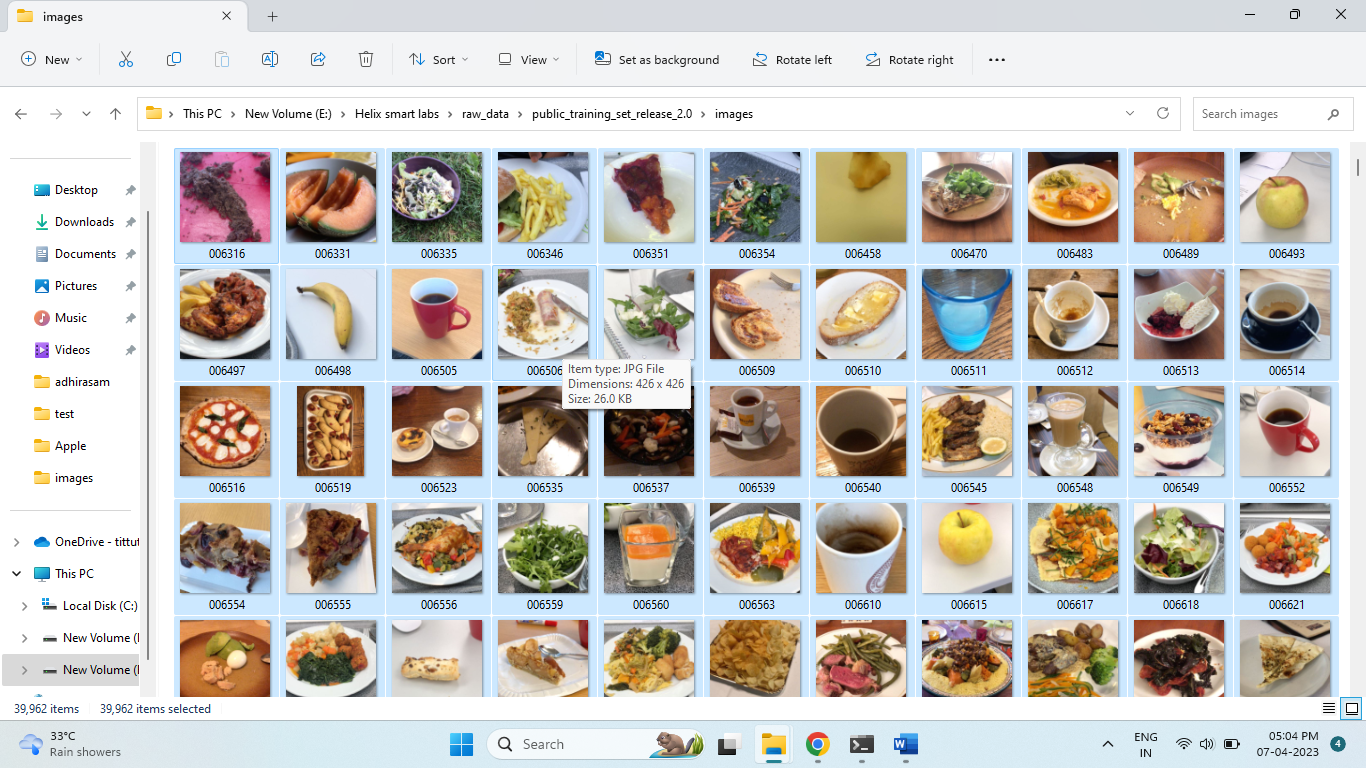 images
New
Sort
View
Set as background
Rotate left
Rotate right
This PC
New Volume (E:)
Helix smart labs
raw_data
public_training_set_release_2.0
images
Search images
Desktop
Downloads
Documents
Pictures
Music
Videos
adhirasam
test
Apple
images
OneDrive - tittut
This PC
Local Disk (C:)
New Volume (
New Volume (
006316 006331 006335 006346 006351 006354 006458 006470 006483 006489 006493
006497 006498 006505 006506 006509 006510 006511 006512 006513 006514
Item type: JPG File
Dimensions: 426 x 426
Size: 26.0 KB
006516 006519 006523 006535 006537 006539 006540 006545 006548 006549 006552
006554 006555 006556 006559 006560 006563 006610 006615 006617 006618 006621
39,962 items
39,962 items selected
33°C
Rain showers
Search
ENG
IN
05:04 PM
07-04-2023
4